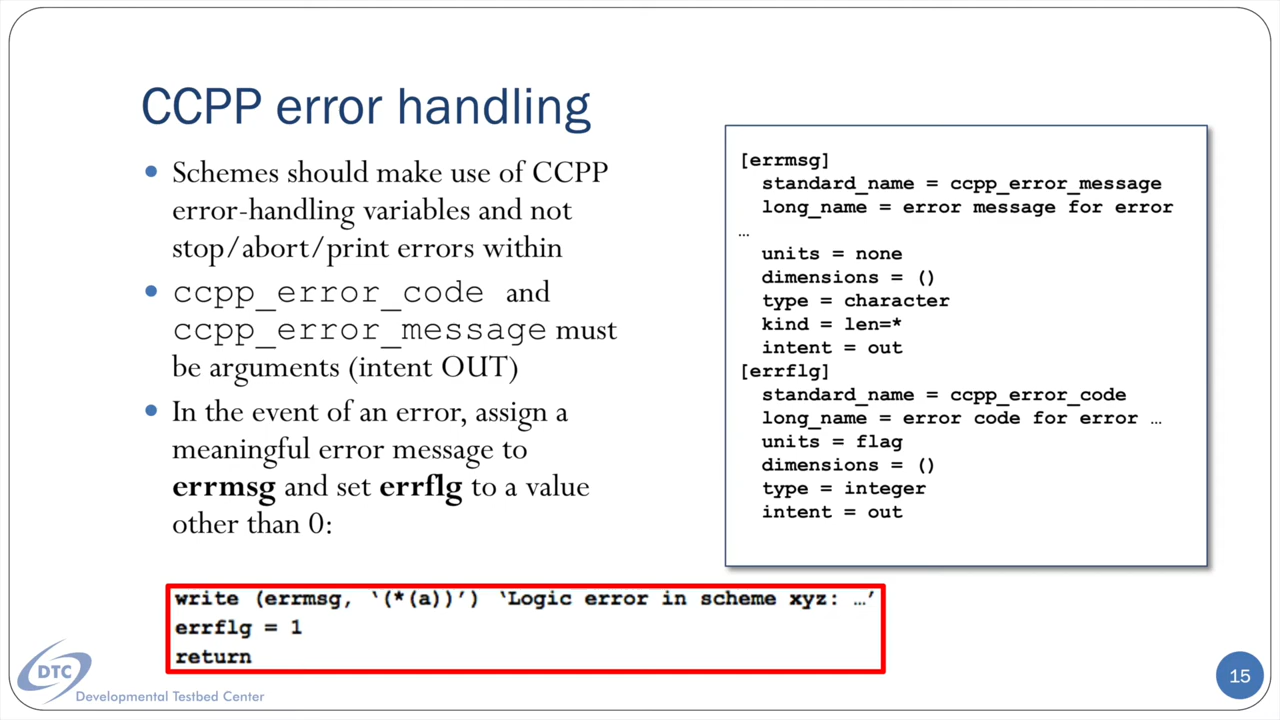 CCPP error handling
• Schemes should make use of CCPP
error-handling variables and not
stop/abort/print errors within
• ccpp_error_code and
ccpp_error_message must
be arguments (intent OUT)
• In the event of an error, assign a
meaningful error message to
errmsg and set errflg to a value
other than 0:
[errmsg]
standard_name = ccpp_error_message
long_name = error message for error
…
units = none
dimensions = ()
type = character
kind = len=*
intent = out
[errflg]
standard_name = ccpp_error_code
long_name = error code for error …
units = flag
dimensions = ()
type = integer
intent = out
write (errmsg, ‘(*(a))’) ‘Logic error in scheme xyz: …’
errflg = 1
return
DTC
Developmental Testbed Center
15